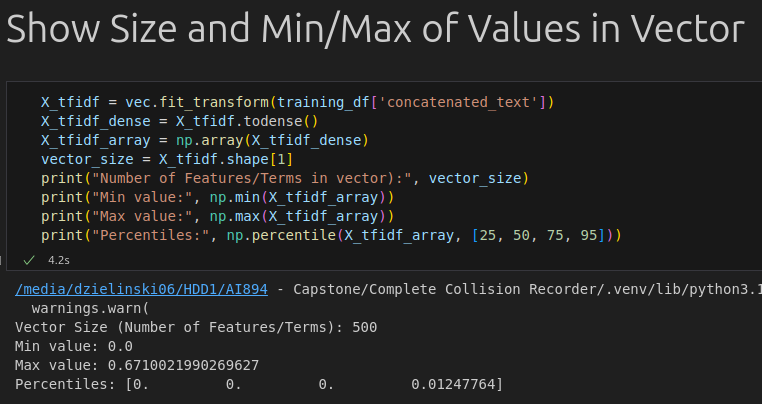 Show Size and Min/Max of Values in Vector
X_tfidf = vec.fit_transform(training_df['concatenated_text'])
X_tfidf_dense = X_tfidf.todense()
X_tfidf_array = np.array(X_tfidf_dense)
vector_size = X_tfidf.shape[1]
print("Number of Features/Terms in vector):", vector_size)
print("Min value:", np.min(X_tfidf_array))
print("Max value:", np.max(X_tfidf_array))
print("Percentiles:", np.percentile(X_tfidf_array, [25, 50, 75, 95]))
4.2s
/media/dzielinski06/HDD1/AI894 - Capstone/Complete Collision Recorder/.venv/lib/python3.1
warnings.warn(
Vector Size (Number of Features/Terms): 500
Min value: 0.0
Max value: 0.6710021990269627
Percentiles: [0. 0. 0. 0.01247764]